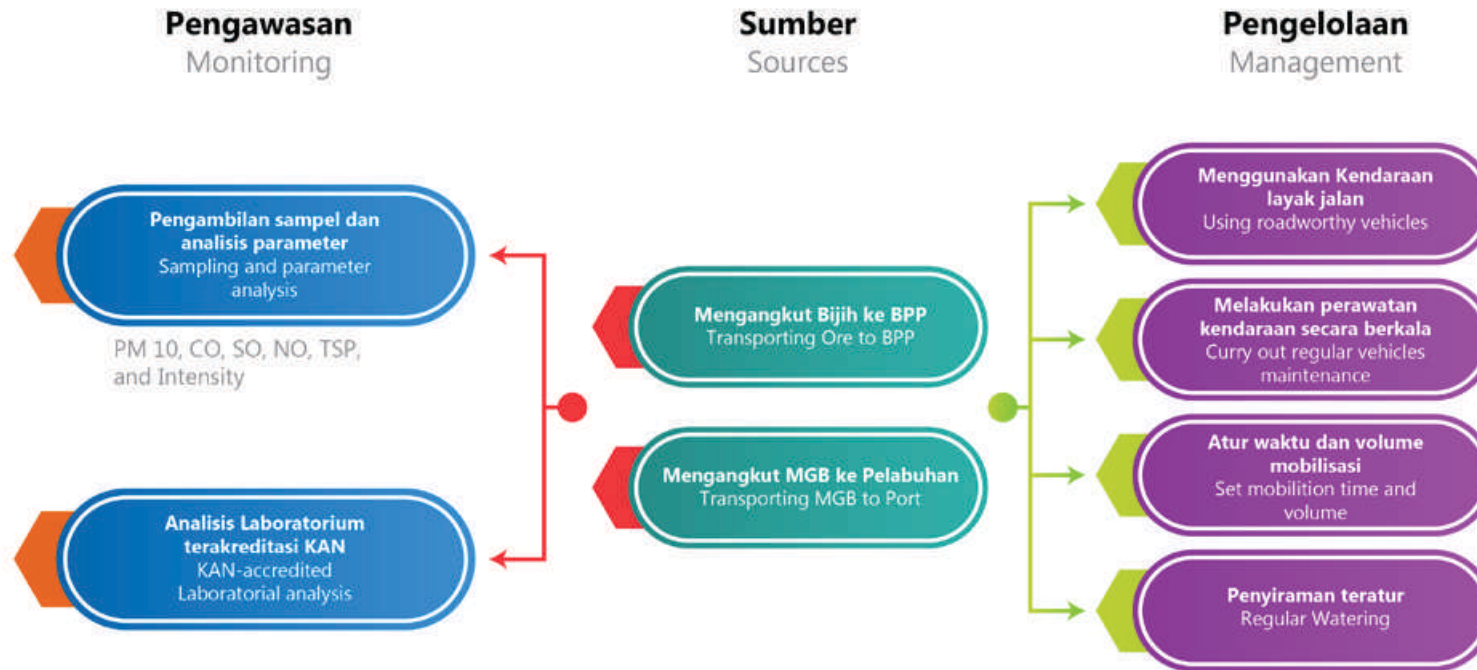 Pengawasan
Monitoring
Pengambilan sampel dan
analisis parameter
Sampling and parameter
analysis
PM 10, CO, SO, NO, TSP,
and Intensity
Analisis Laboratorium
terakreditasi KAN
KAN-accredited
Laboratorial analysis
Sumber
Sources
Mengangkut Bijih ke BPP
Transporting Ore to BPP
Mengangkut MGB ke Pelabuhan
Transporting MGB to Port
Pengelolaan
Management
Menggunakan Kendaraan
layak jalan
Using roadworthy vehicles
Melakukan perawatan
kendaraan secara berkala
Curry out regular vehicles
maintenance
Atur waktu dan volume
mobilisasi
Set mobilition time and
volume
Penyiraman teratur
Regular Watering